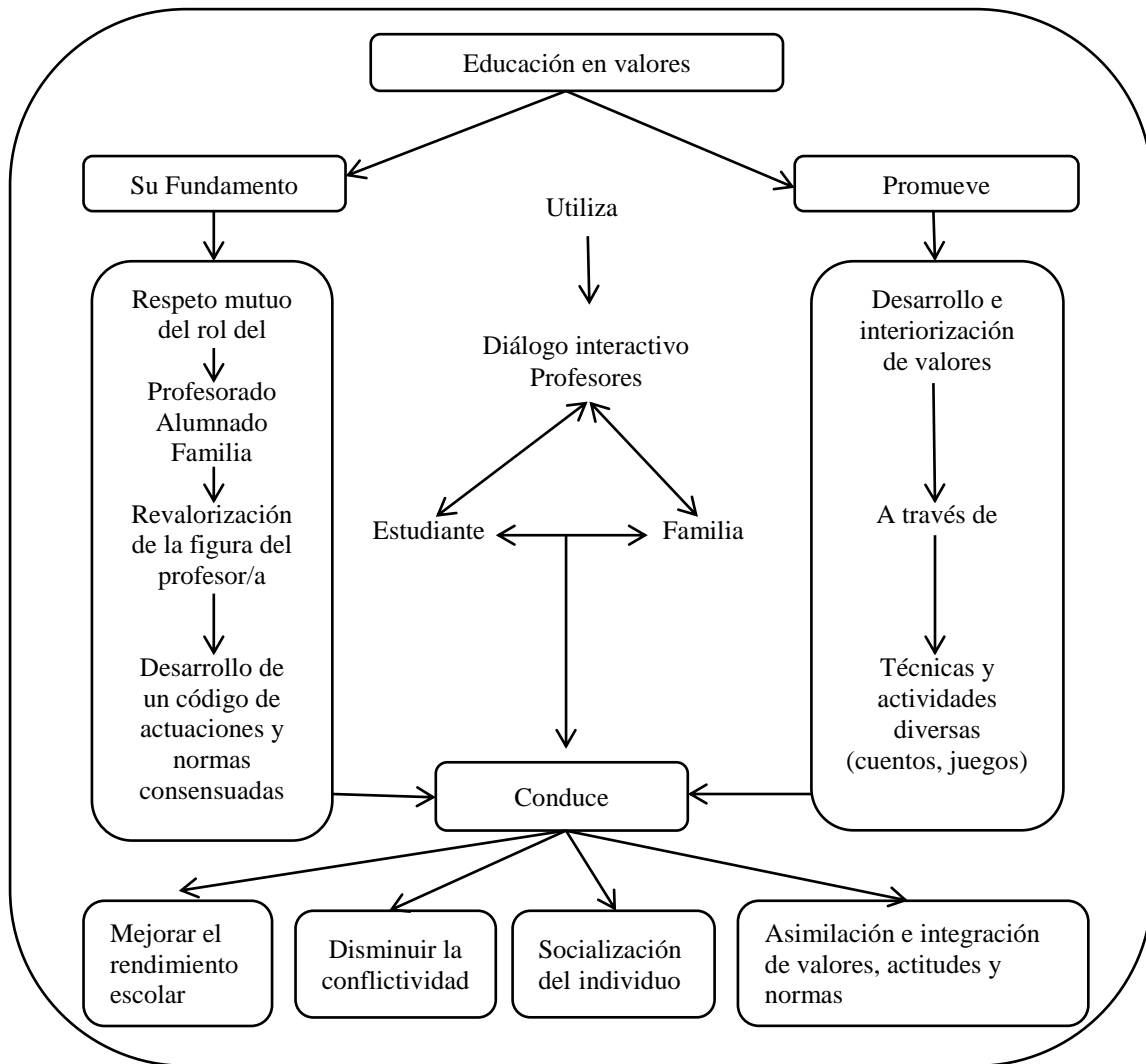 Educación en valores
Su Fundamento
Promueve
Utiliza
Respeto mutuo
del rol del
Profesorado
Alumnado
Familia
Revalorización
de la figura del
profesor/a
Desarrollo de
un código de
actuaciones y
normas
consensuadas
Diálogo interactivo
Profesores
Estudiante
Familia
Desarrollo e
interiorización
de valores
A través de
Técnicas y
actividades
diversas
(cuentos, juegos)
Conduce
Mejorar el
rendimiento
escolar
Disminuir la
conflictividad
Socialización
del individuo
Asimilación e integración
de valores, actitudes y
normas